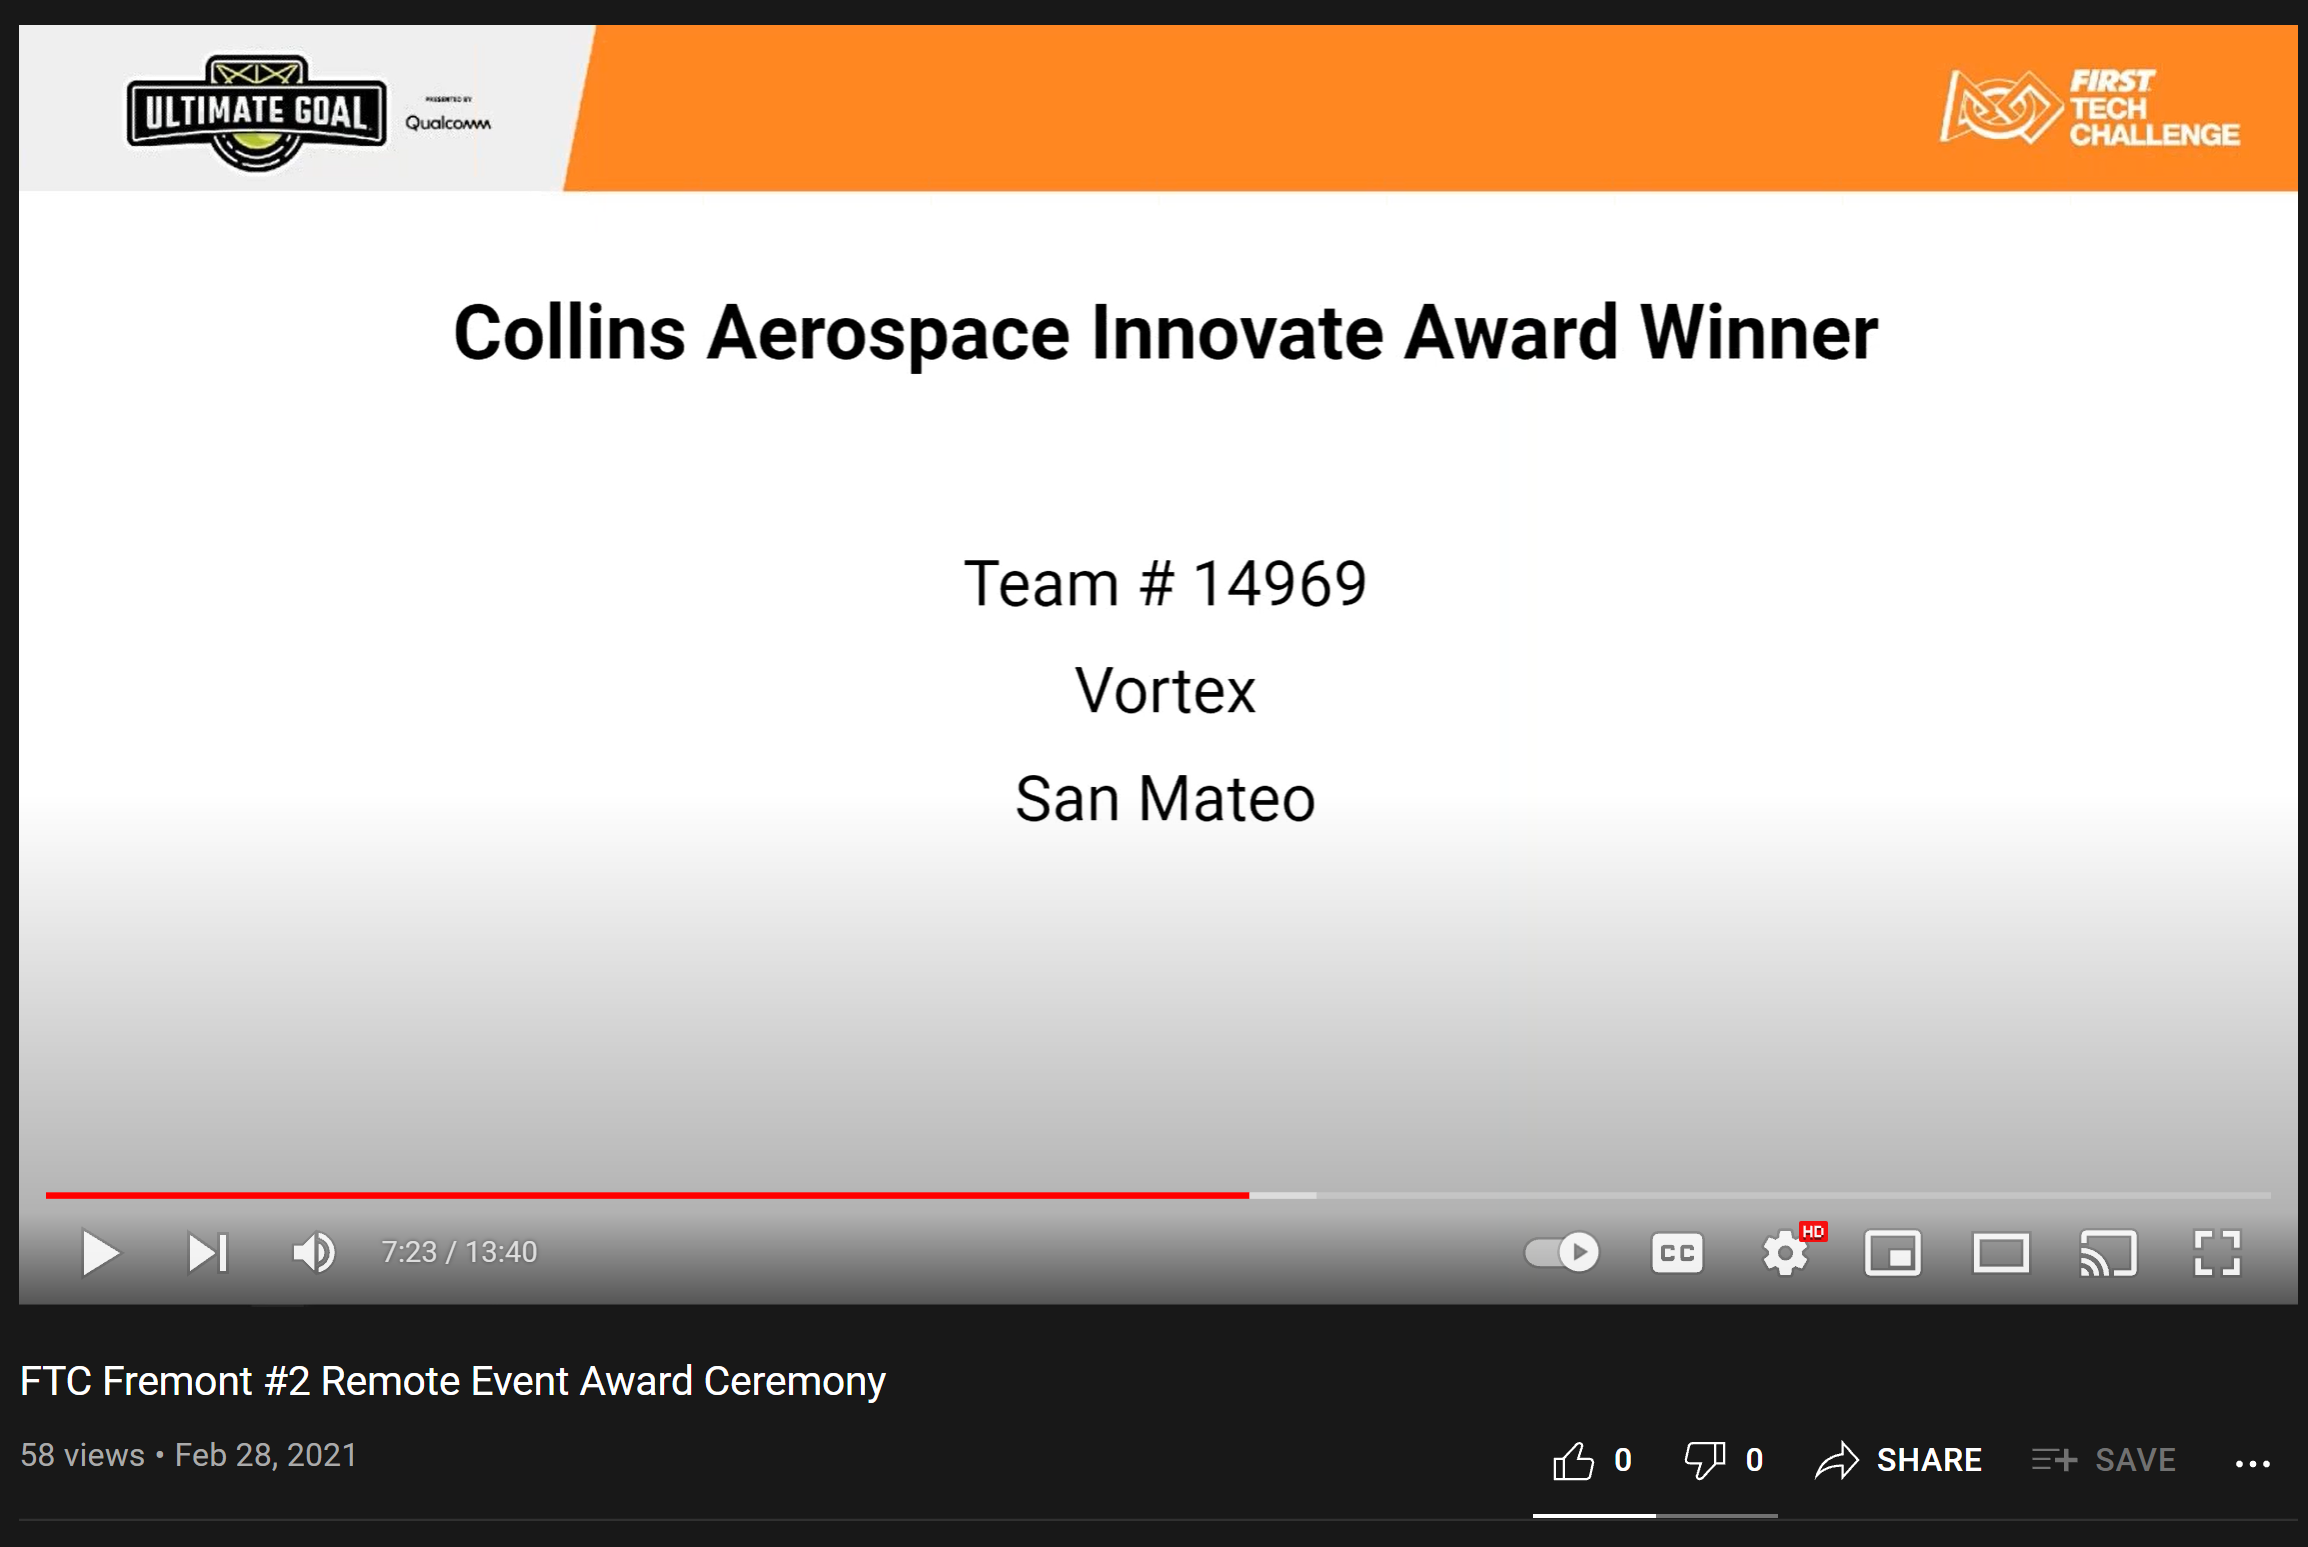 ULTIMATE GOAL
PRESENTED BY
Qualcomm
FIRST
TECH
CHALLENGE
Collins Aerospace Innovate Award Winner
Team # 14969
Vortex
San Mateo
7:23 / 13:40
CC
HD
FTC Fremont #2 Remote Event Award Ceremony
58 views • Feb 28, 2021
0 0 SHARE SAVE